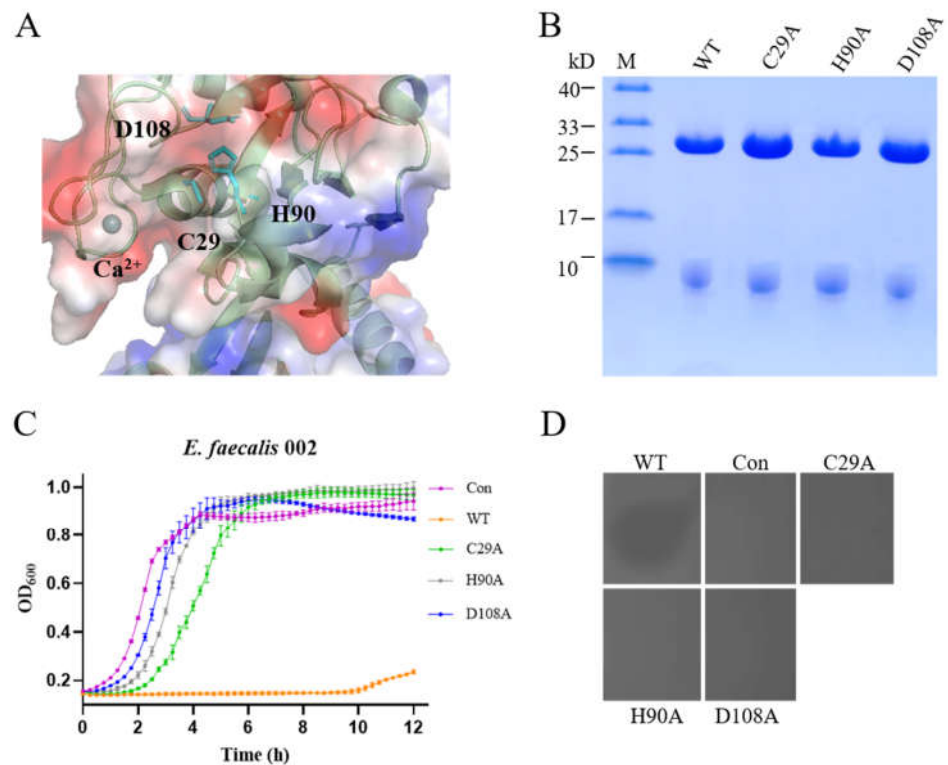 A
D108
H90
C29
Ca²⁺
B
kD M WT C29A H90A D108A
40
33
25
17
10
C
E. faecalis 002
1.0
0.8
0.6
0.4
0.2
OD₆₀₀
0 2 4 6 8 10 12
Time (h)
Con
WT
C29A
H90A
D108A
D
WT Con C29A
H90A D108A